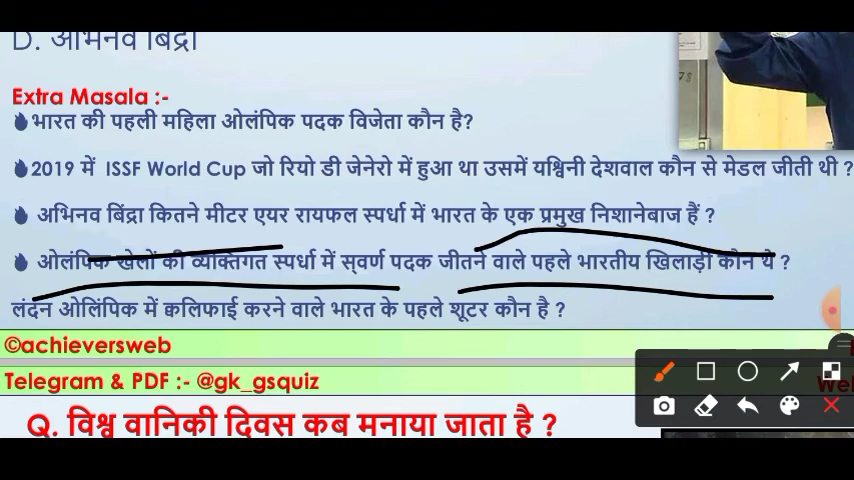 D. अभिनव बिंद्रा
Extra Masala :-
भारत की पहली महिला ओलंपिक पदक विजेता कौन है?
2019 में ISSF World Cup जो रियो डी जेनेरो में हुआ था उसमें यश्विनी देशवाल कौन से मेडल जीती थी ?
अभिनव बिंद्रा कितने मीटर एयर रायफल स्पर्धा में भारत के एक प्रमुख निशानेबाज हैं ?
ओलंपिक खेलों की व्यक्तिगत स्पर्धा में स्वर्ण पदक जीतने वाले पहले भारतीय खिलाड़ी कौन थे ?
लंदन ओलिंपिक में क्वलिफाई करने वाले भारत के पहले शूटर कौन है ?
©achieversweb
Telegram & PDF :- @gk_gsquiz
Q. विश्व वानिकी दिवस कब मनाया जाता है ?